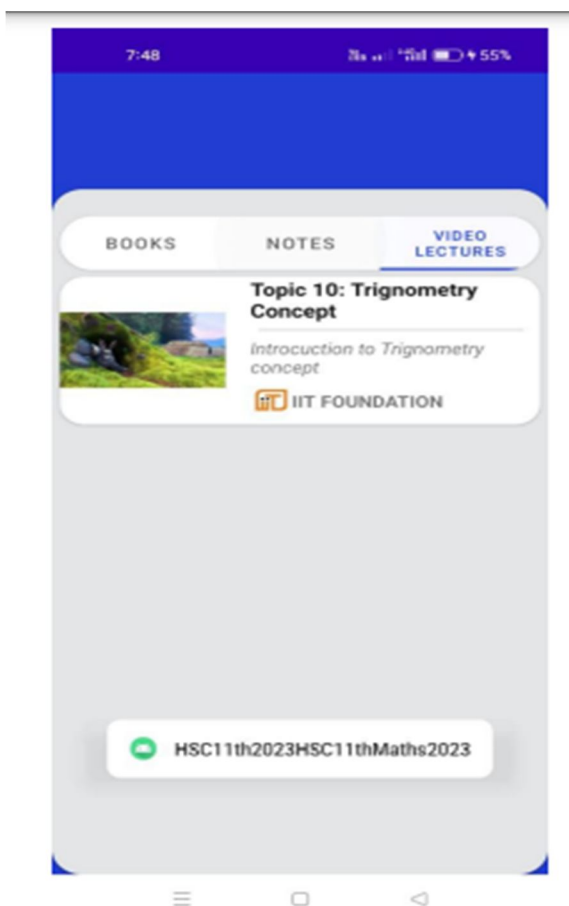 7:48
55%
BOOKS
NOTES
VIDEO
LECTURES
Topic 10: Trignometry
Concept
Introcuction to Trignometry
concept
IIT FOUNDATION
HSC11th2023HSC11thMaths2023